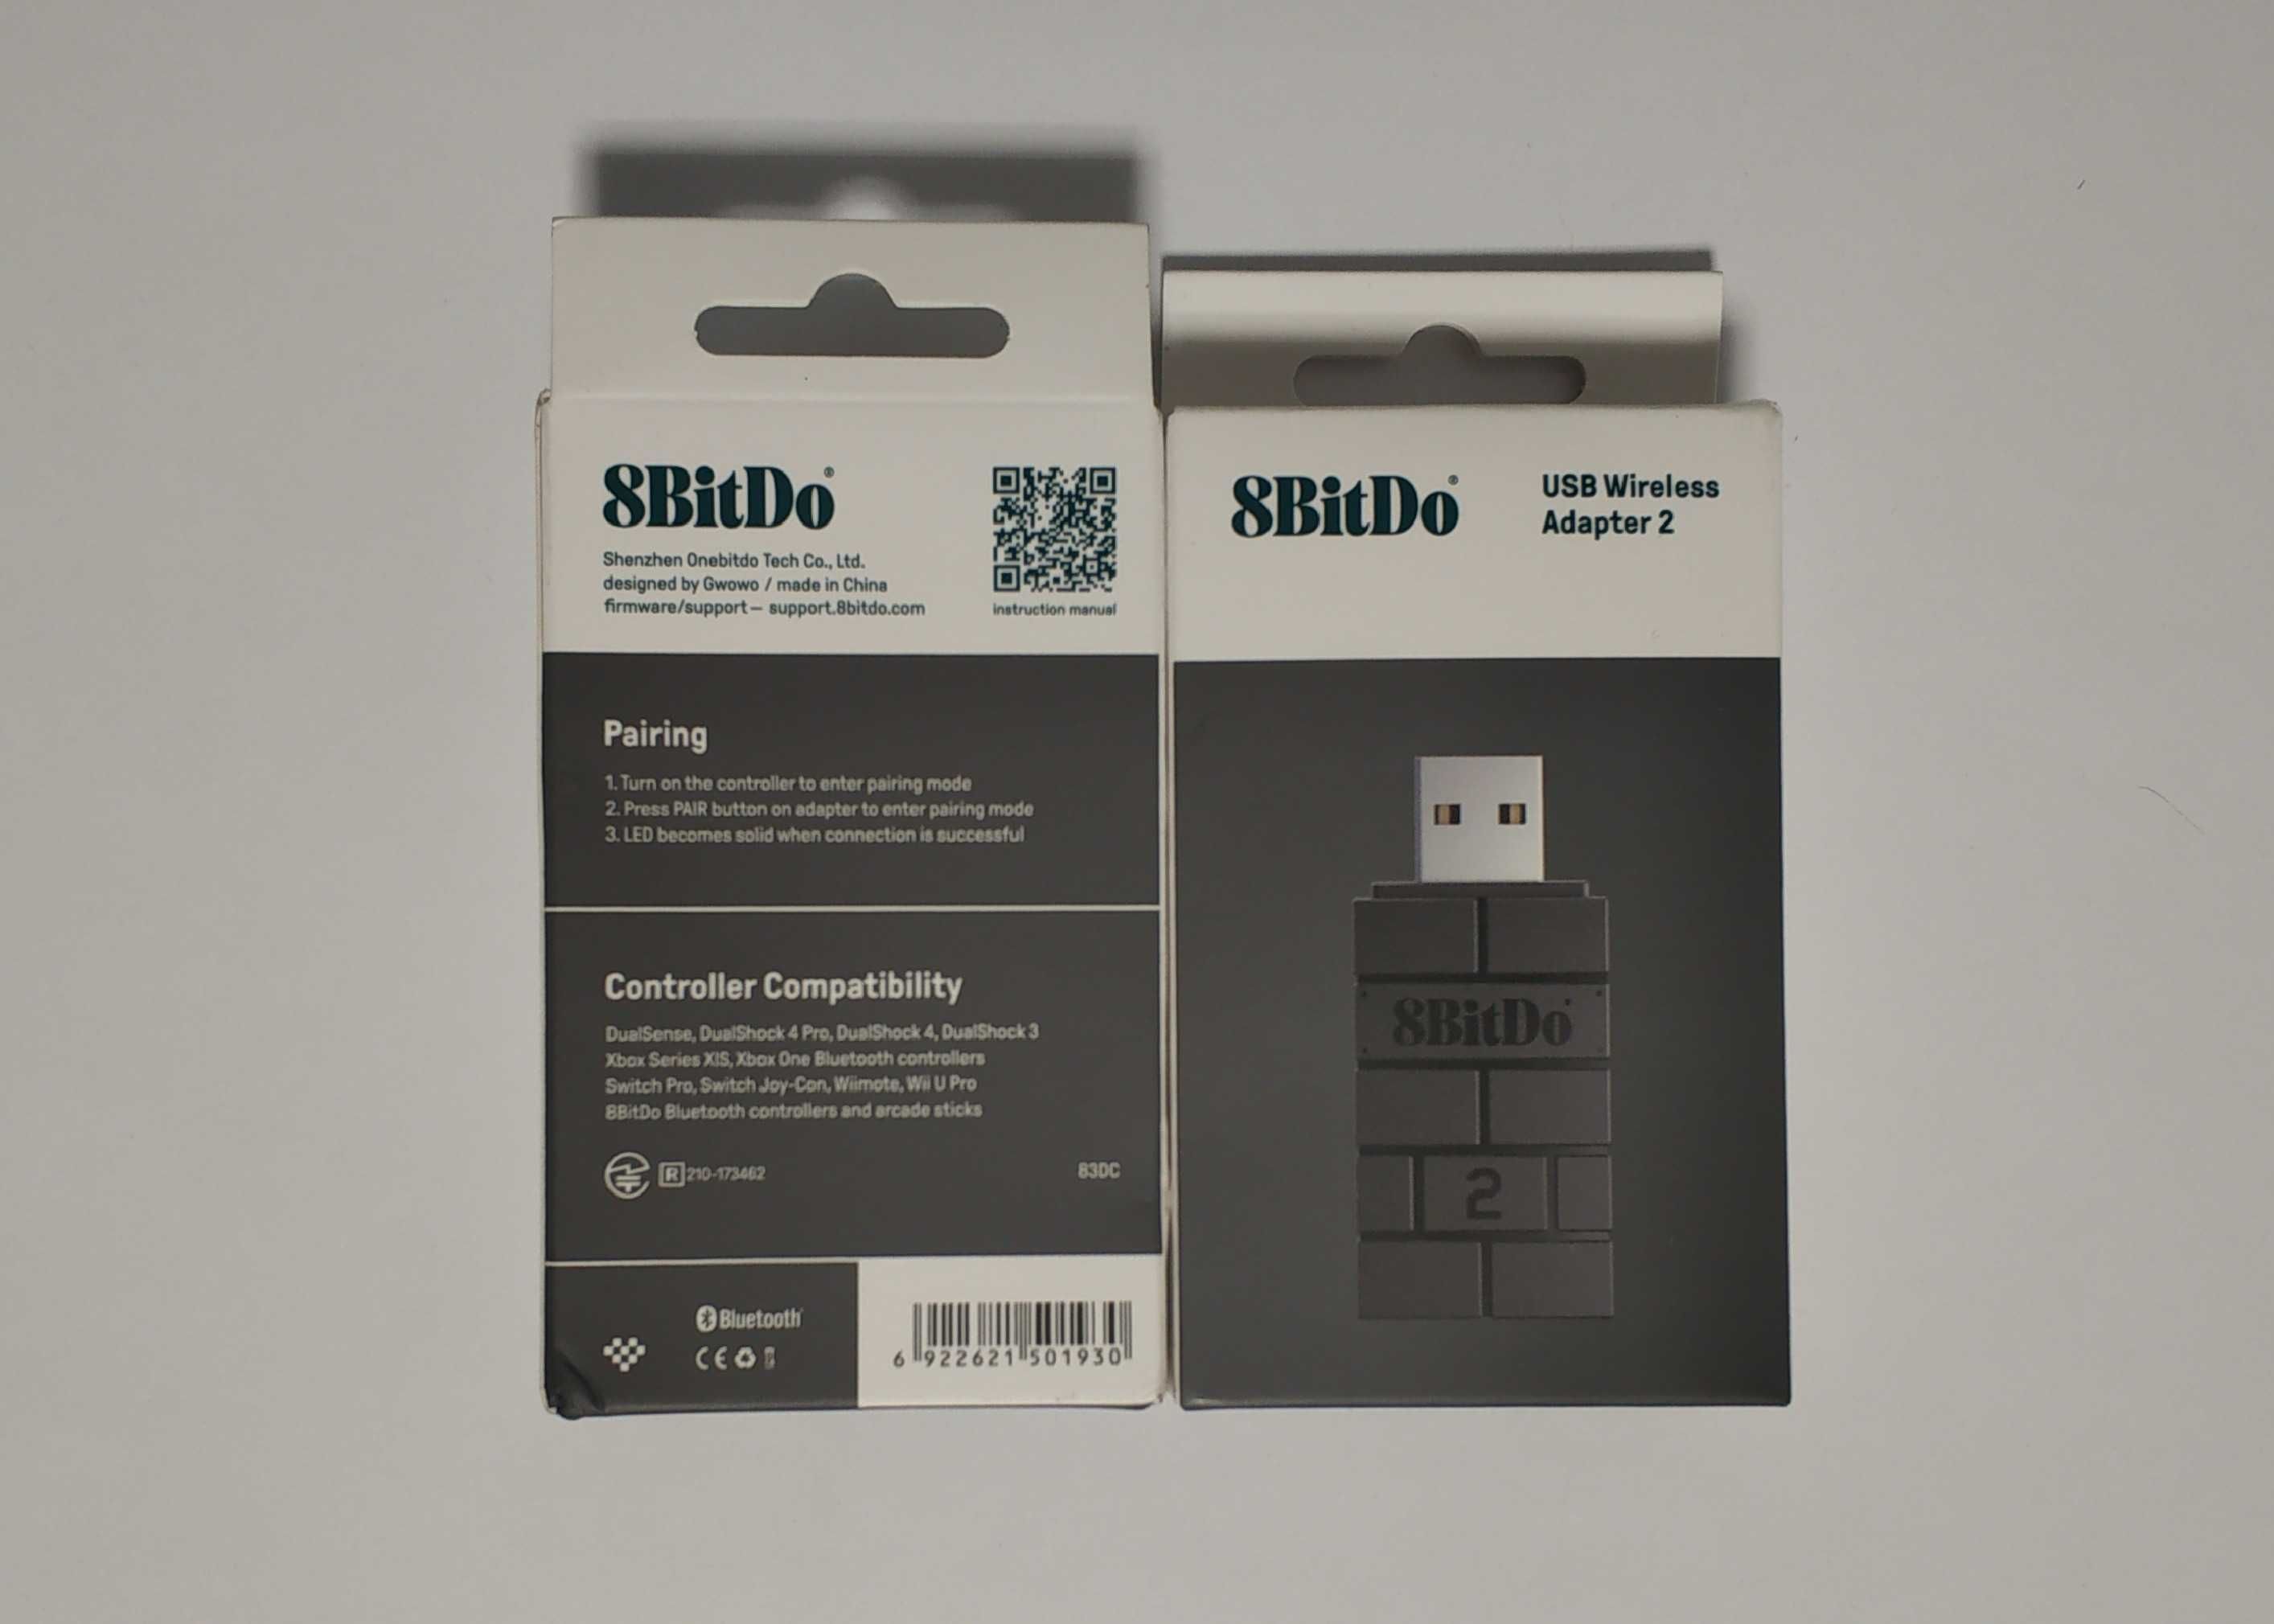 8BitDo®
Shenzhen Onebitdo Tech Co., Ltd.
designed by Gwowo / made in China
firmware/support— support.8bitdo.com
instruction manual
Pairing
1. Turn on the controller to enter pairing mode
2. Press PAIR button on adapter to enter pairing mode
3. LED becomes solid when connection is successful
Controller Compatibility
DualSense, DualShock 4 Pro, DualShock 4, DualShock 3
Xbox Series X|S, Xbox One Bluetooth controllers
Switch Pro, Switch Joy-Con, Wiimote, Wii U Pro
8BitDo Bluetooth controllers and arcade sticks
R 210-173462
83DC
Bluetooth®
CE
6 922621 501930
8BitDo®
USB Wireless
Adapter 2
8BitDo
2